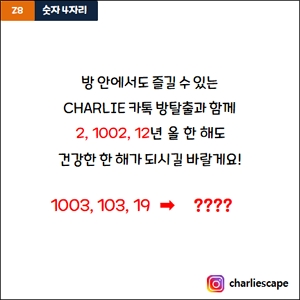 Z8 숫자 4자리
방 안에서도 즐길 수 있는
CHARLIE 카톡 방탈출과 함께
2, 1002, 12년 올 한 해도
건강한 한 해가 되시길 바랄게요!
1003, 103, 19 ➡ ????
charliescape